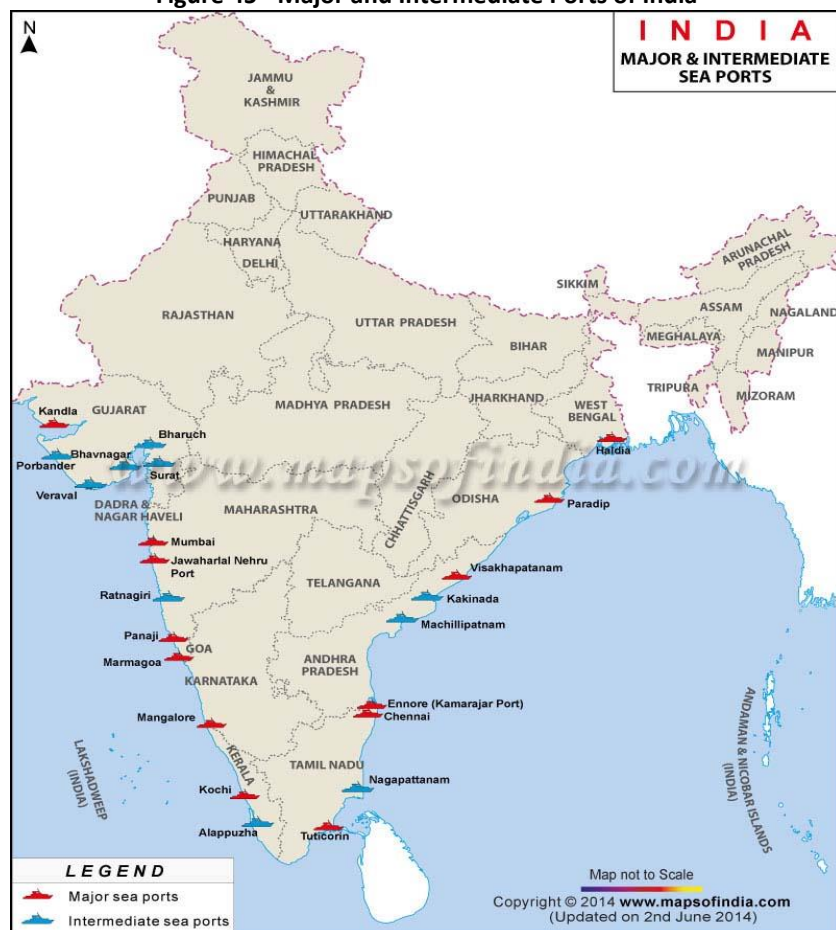 Figure 43 - Major and Intermediate Ports of India
N
I N D I A
MAJOR & INTERMEDIATE
SEA PORTS
JAMMU
&
KASHMIR
HIMACHAL
PRADESH
PUNJAB
UTTARAKHAND
HARYANA
DELHI
ARUNACHAL
PRADESH
SIKKIM
RAJASTHAN
UTTAR PRADESH
ASSAM
NAGALAND
MEGHALAYA
BIHAR
MANIPUR
TRIPURA
MIZORAM
JHARKHAND
WEST
BENGAL
Kandla
GUJARAT
MADHYA PRADESH
Bharuch
Haldia
Bhavnagar
Porbander
Surat
www.mapsofindia.com
Veraval
CHHATTISGARH
ODISHA
Paradip
DADRA &
NAGAR HAVELI
MAHARASHTRA
Mumbai
Jawaharlal Nehru
Port
TELANGANA
Visakhapatanam
Ratnagiri
Kakinada
Machillipatnam
Panaji
GOA
Marmagoa
KARNATAKA
ANDHRA
PRADESH
Ennore (Kamarajar Port)
Chennai
Mangalore
ANDAMAN & NICOBAR ISLANDS
(INDIA)
LAKSHADWEEP
(INDIA)
KERALA
TAMIL NADU
Nagapattanam
Kochi
Alappuzha
Tuticorin
LEGEND
Major sea ports
Intermediate sea ports
Map not to Scale
Copyright © 2014 www.mapsofindia.com
(Updated on 2nd June 2014)